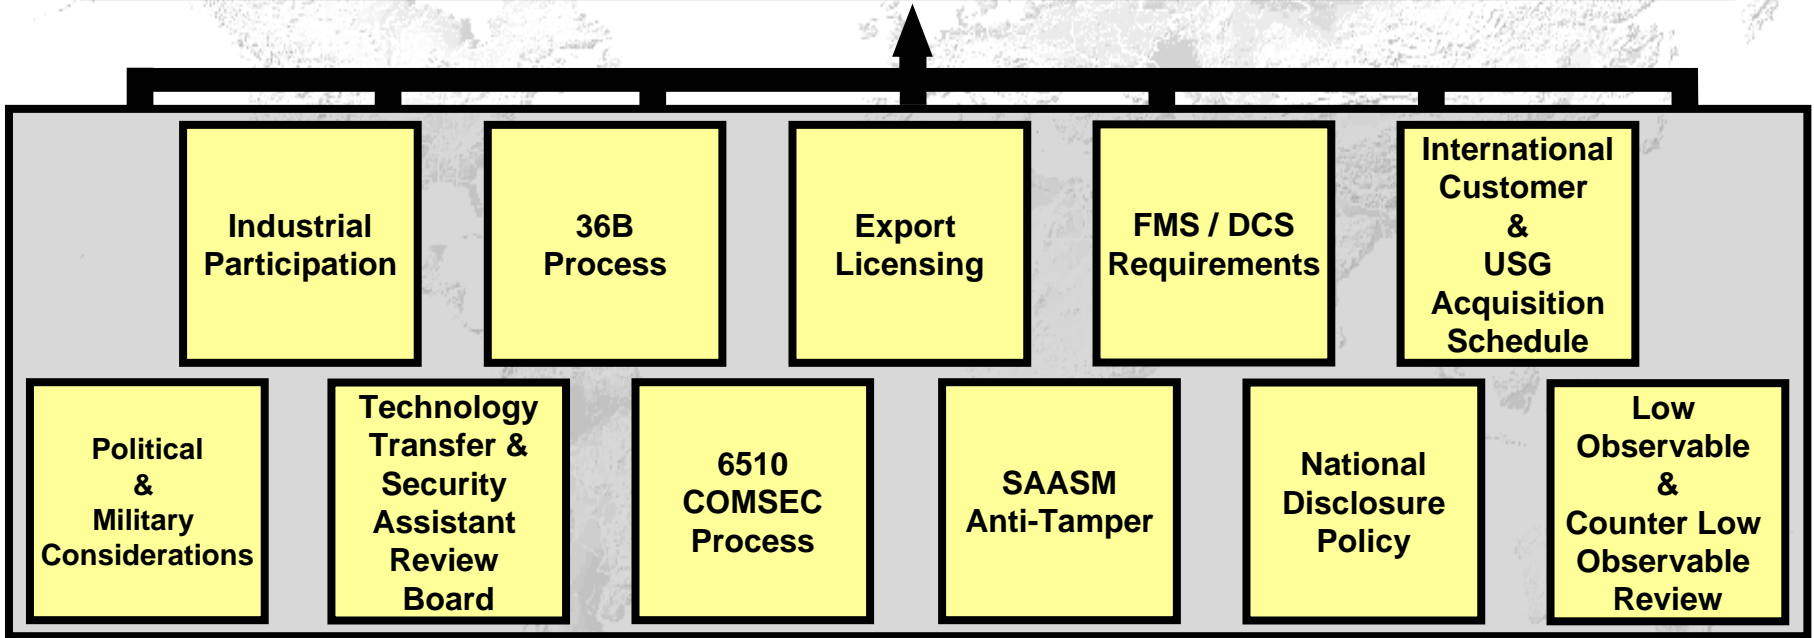 Industrial
Participation
36B
Process
Export
Licensing
FMS / DCS
Requirements
International
Customer
&
USG
Acquisition
Schedule
Political
&
Military
Considerations
Technology
Transfer &
Security
Assistant
Review
Board
6510
COMSEC
Process
SAASM
Anti-Tamper
National
Disclosure
Policy
Low
Observable
&
Counter Low
Observable
Review